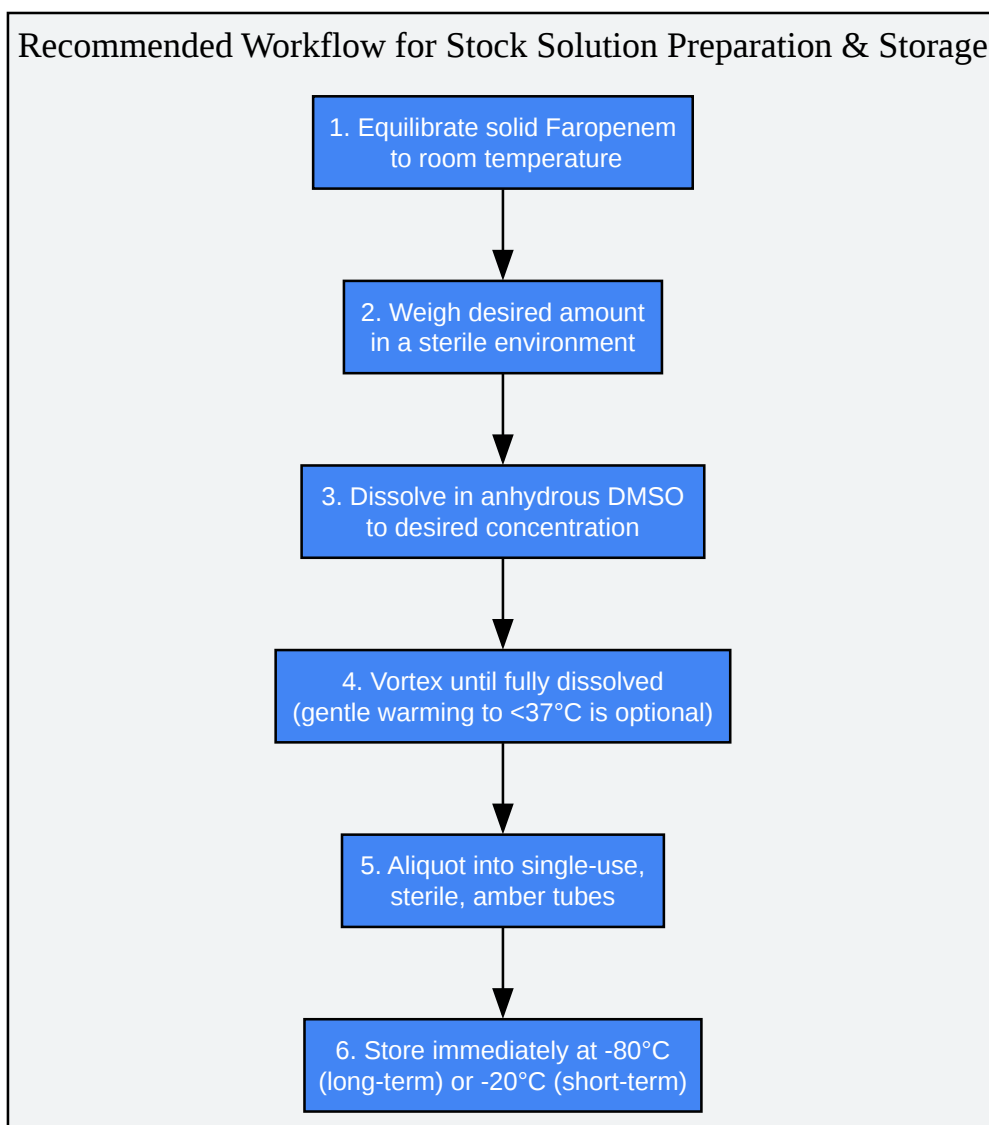 Recommended Workflow for Stock Solution Preparation & Storage
1. Equilibrate solid Faropenem
to room temperature
2. Weigh desired amount
in a sterile environment
3. Dissolve in anhydrous DMSO
to desired concentration
4. Vortex until fully dissolved
(gentle warming to <37°C is optional)
5. Aliquot into single-use,
sterile, amber tubes
6. Store immediately at -80°C
(long-term) or -20°C (short-term)